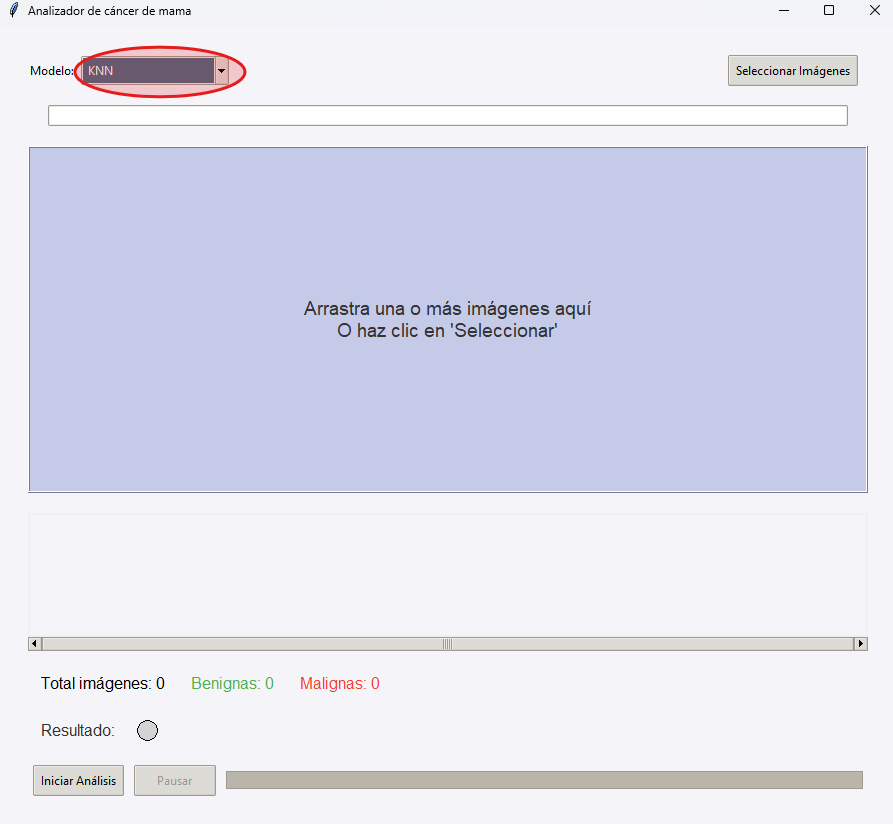 Analizador de cáncer de mama
Modelo: KNN
Seleccionar Imágenes
Arrastra una o más imágenes aquí
O haz clic en 'Seleccionar'
Total imágenes: 0 Benignas: 0 Malignas: 0
Resultado:
Iniciar Análisis Pausar